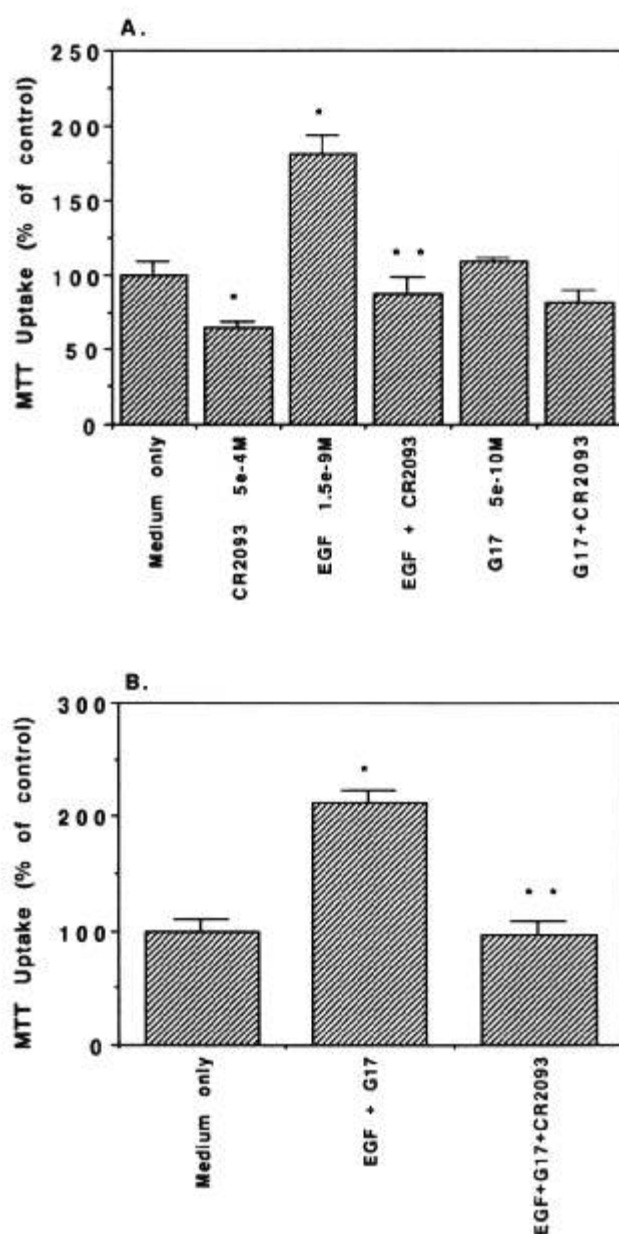 A.
MTT Uptake (% of control)
250
200
150
100
50
0
*
*
* *
Medium only
CR2093 5e-4M
EGF 1.5e-9M
EGF + CR2093
G17 5e-10M
G17+CR2093
B.
MTT Uptake (% of control)
300
200
100
0
*
* *
Medium only
EGF + G17
EGF+G17+CR2093